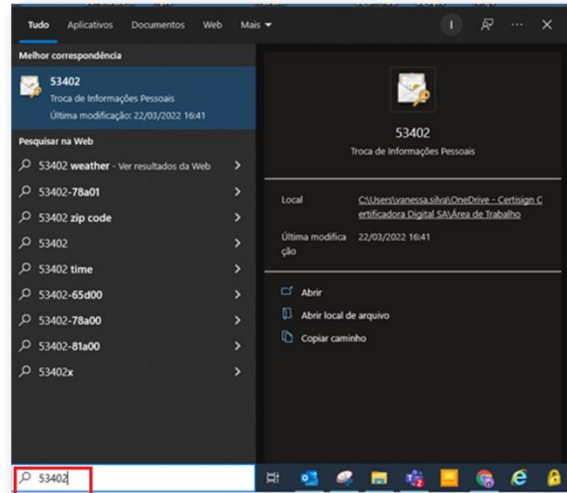 Tudo Aplicativos Documentos Web Mais
I
Melhor correspondência
53402
Troca de Informações Pessoais
Última modificação: 22/03/2022 16:41
Pesquisar na Web
53402 weather - Ver resultados da Web
53402-78a01
53402 zip code
53402
53402 time
53402-65d00
53402-78a00
53402-81a00
53402x
53402
Troca de Informações Pessoais
Local C:\Users\vanessa.silva\OneDrive - Certisign C
ertificadora Digital SA\Área de Trabalho
Última modifica 22/03/2022 16:41
ção
Abrir
Abrir local de arquivo
Copiar caminho
53402